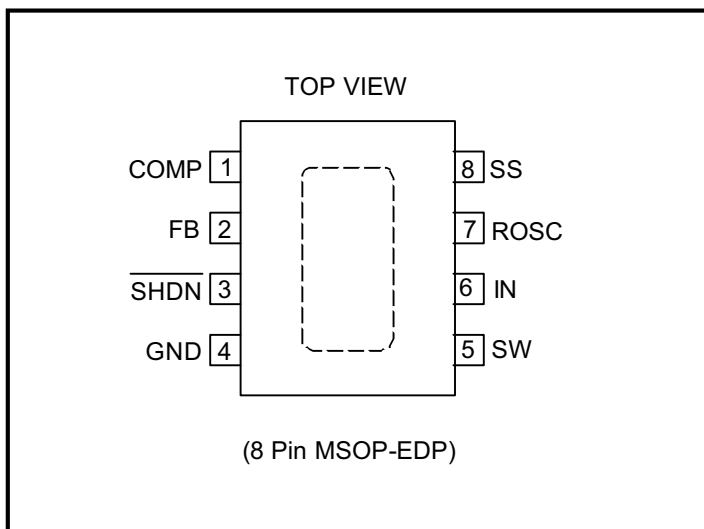 TOP VIEW
COMP 1
FB 2
SHDN 3
GND 4
8 SS
7 ROSC
6 IN
5 SW
(8 Pin MSOP-EDP)